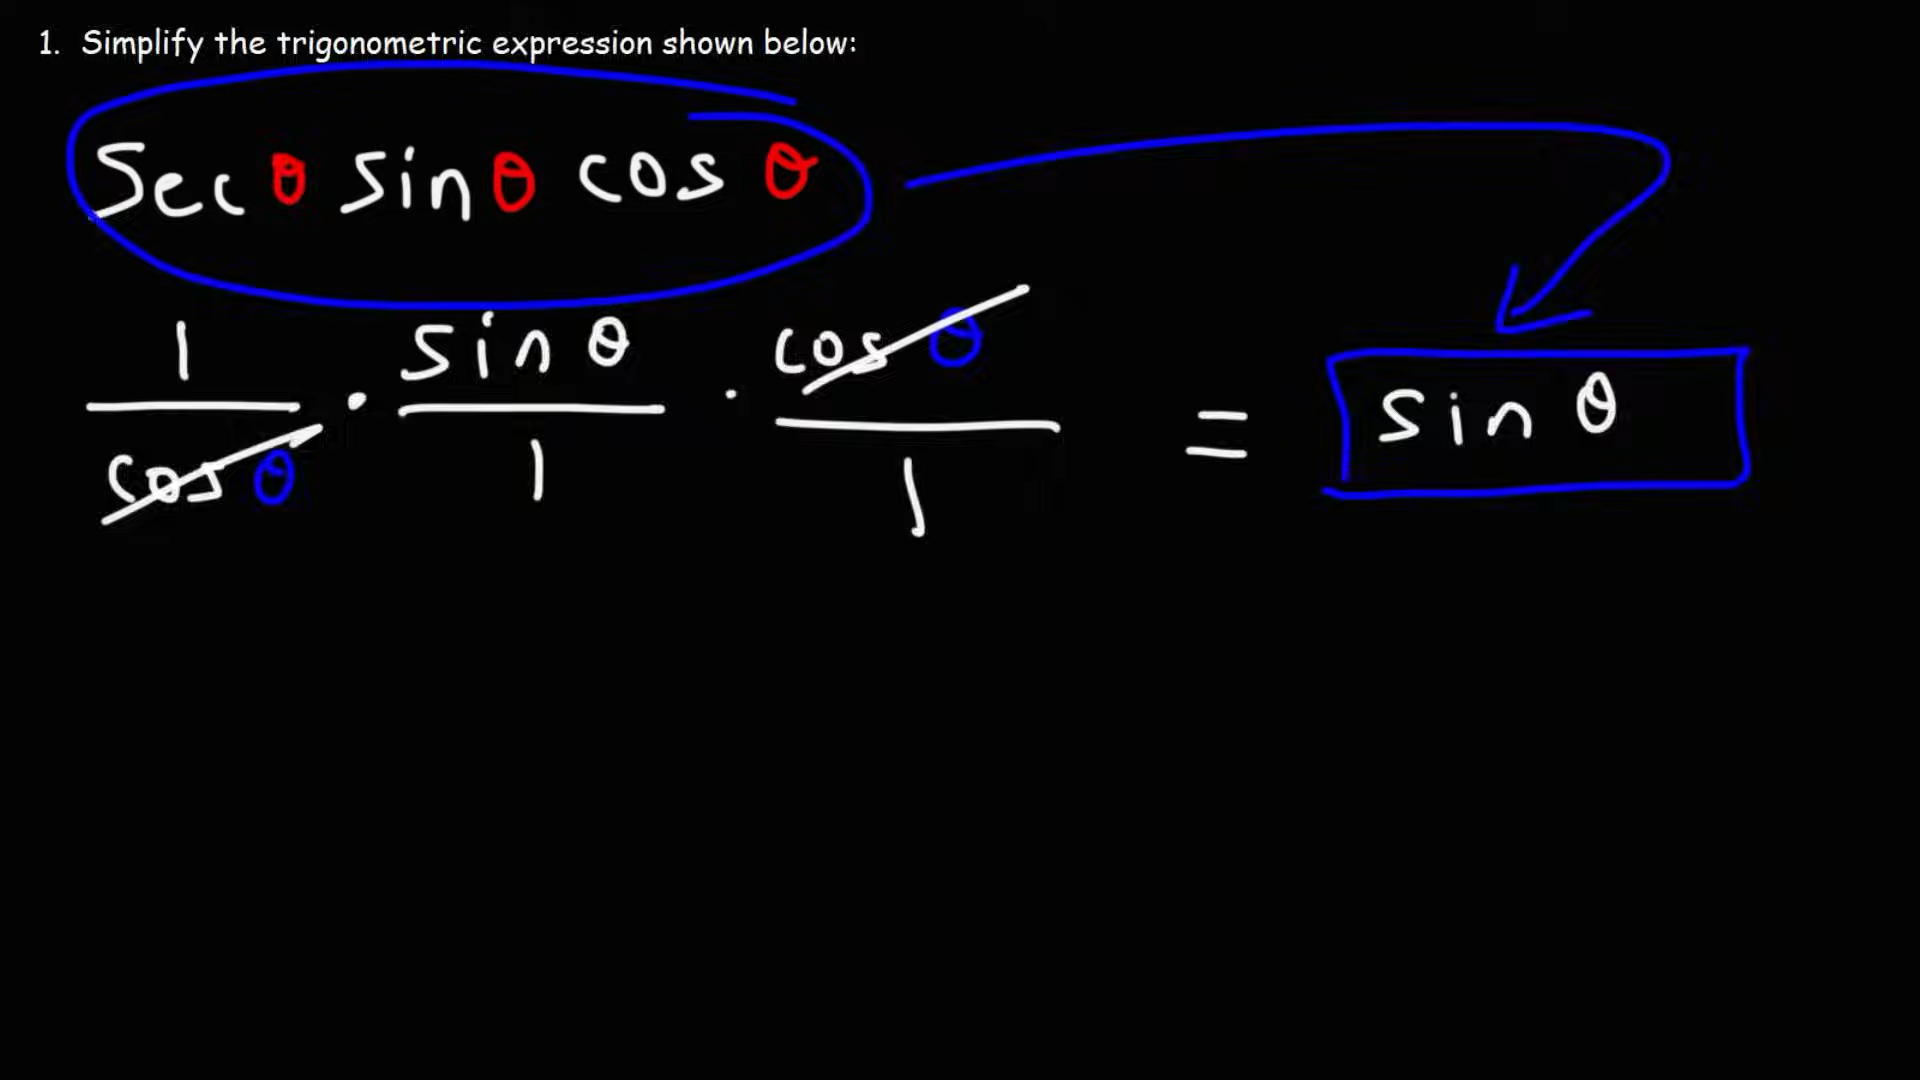 1. Simplify the trigonometric expression shown below:
Sec θ sin θ cos θ
1/cos θ · sin θ/1 · cos θ/1 = sin θ